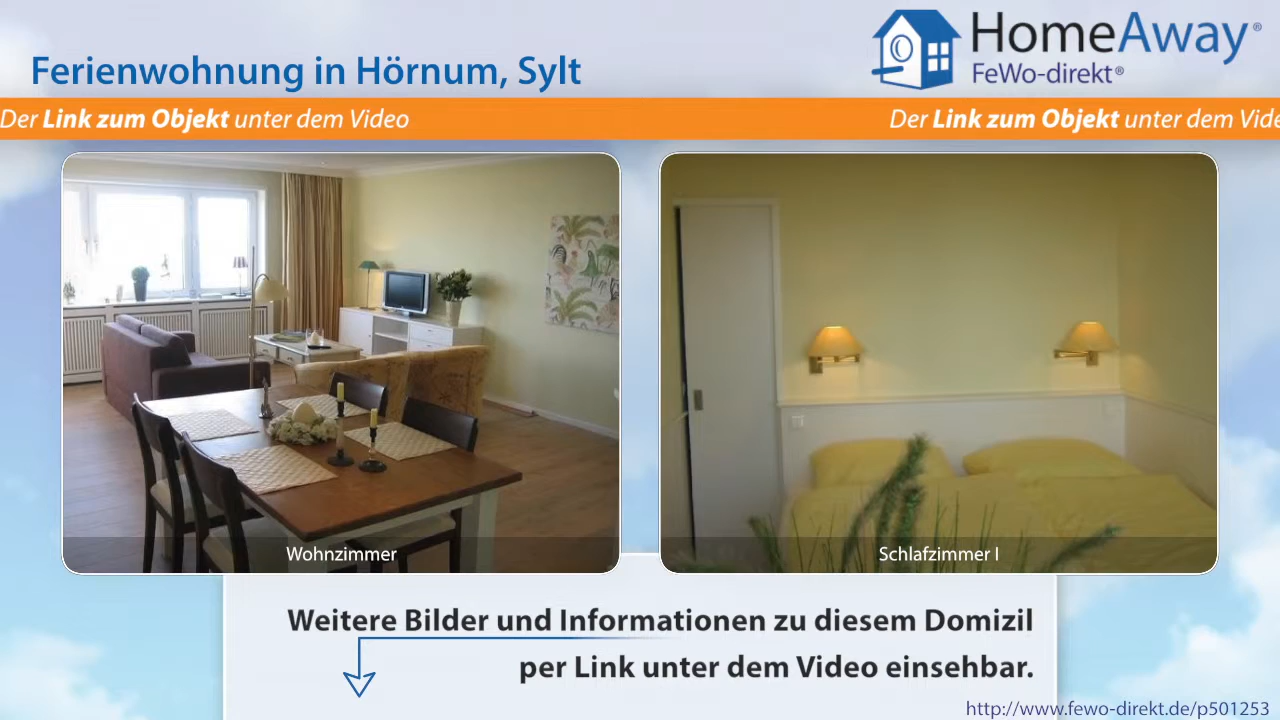 HomeAway®
FeWo-direkt®
Ferienwohnung in Hörnum, Sylt
Der Link zum Objekt unter dem Video
Der Link zum Objekt unter dem Vide
Wohnzimmer
Schlafzimmer I
Weitere Bilder und Informationen zu diesem Domizil
per Link unter dem Video einsehbar.
http://www.fewo-direkt.de/p501253